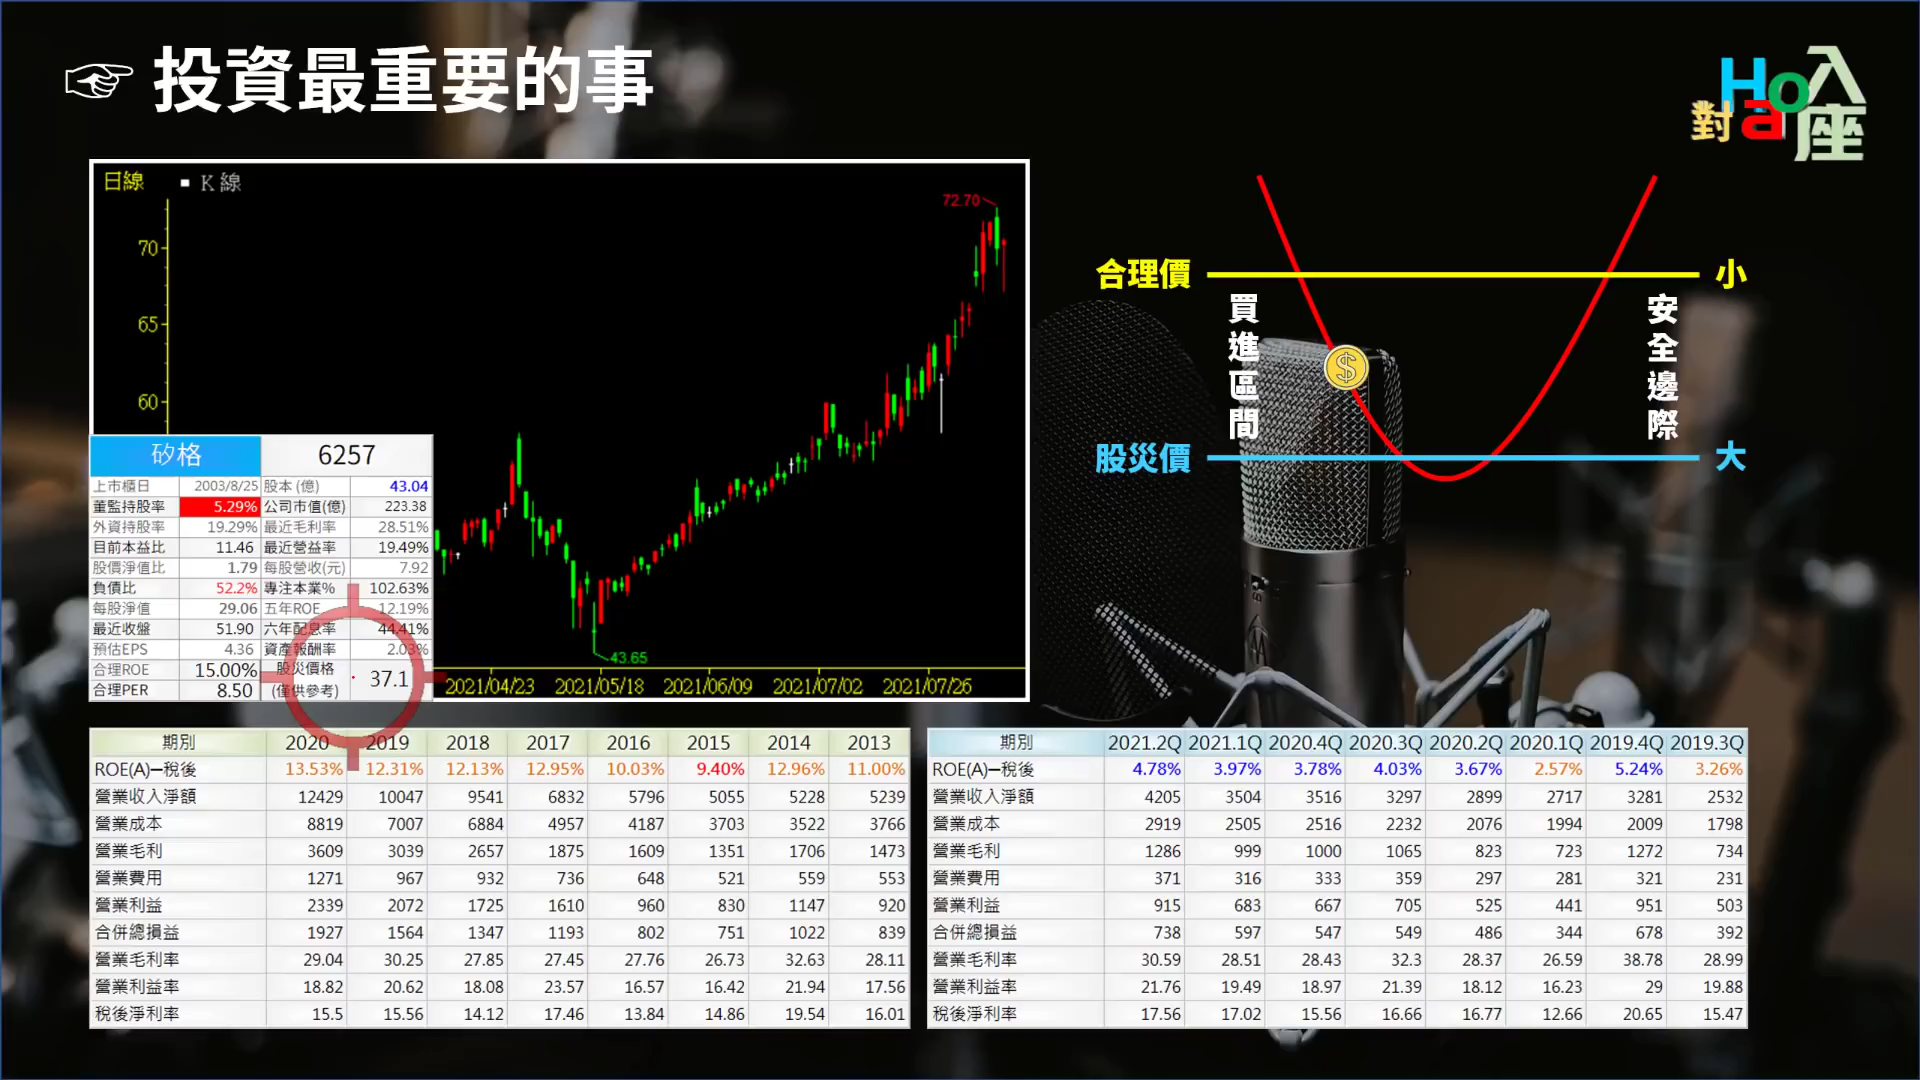 ☞ 投資最重要的事
對 Hao a 入座
日線 ■ K 線
72.70
70
65
60
43.65
2021/04/23 2021/05/18 2021/06/09 2021/07/02 2021/07/26
矽格 6257
上市櫃日 2003/8/25 股本 (億) 43.04
董監持股率 5.29% 公司市值(億) 223.38
外資持股率 19.29% 最近毛利率 28.51%
目前本益比 11.46 最近營益率 19.49%
股價淨值比 1.79 每股營收(元) 7.92
負債比 52.2% 專注本業% 102.63%
每股淨值 29.06 五年ROE 12.19%
最近收盤 51.90 六年配息率 44.41%
預估EPS 4.36 資產報酬率 2.03%
合理ROE 15.00% 股災價格 37.1
合理PER 8.50 (僅供參考)
合理價 小
買進區間
安全邊際
$
股災價 大
期別 2020 2019 2018 2017 2016 2015 2014 2013
ROE(A)─稅後 13.53% 12.31% 12.13% 12.95% 10.03% 9.40% 12.96% 11.00%
營業收入淨額 12429 10047 9541 6832 5796 5055 5228 5239
營業成本 8819 7007 6884 4957 4187 3703 3522 3766
營業毛利 3609 3039 2657 1875 1609 1351 1706 1473
營業費用 1271 967 932 736 648 521 559 553
營業利益 2339 2072 1725 1610 960 830 1147 920
合併總損益 1927 1564 1347 1193 802 751 1022 839
營業毛利率 29.04 30.25 27.85 27.45 27.76 26.73 32.63 28.11
營業利益率 18.82 20.62 18.08 23.57 16.57 16.42 21.94 17.56
稅後淨利率 15.5 15.56 14.12 17.46 13.84 14.86 19.54 16.01
期別 2021.2Q 2021.1Q 2020.4Q 2020.3Q 2020.2Q 2020.1Q 2019.4Q 2019.3Q
ROE(A)─稅後 4.78% 3.97% 3.78% 4.03% 3.67% 2.57% 5.24% 3.26%
營業收入淨額 4205 3504 3516 3297 2899 2717 3281 2532
營業成本 2919 2505 2516 2232 2076 1994 2009 1798
營業毛利 1286 999 1000 1065 823 723 1272 734
營業費用 371 316 333 359 297 281 321 231
營業利益 915 683 667 705 525 441 951 503
合併總損益 738 597 547 549 486 344 678 392
營業毛利率 30.59 28.51 28.43 32.3 28.37 26.59 38.78 28.99
營業利益率 21.76 19.49 18.97 21.39 18.12 16.23 29 19.88
稅後淨利率 17.56 17.02 15.56 16.66 16.77 12.66 20.65 15.47